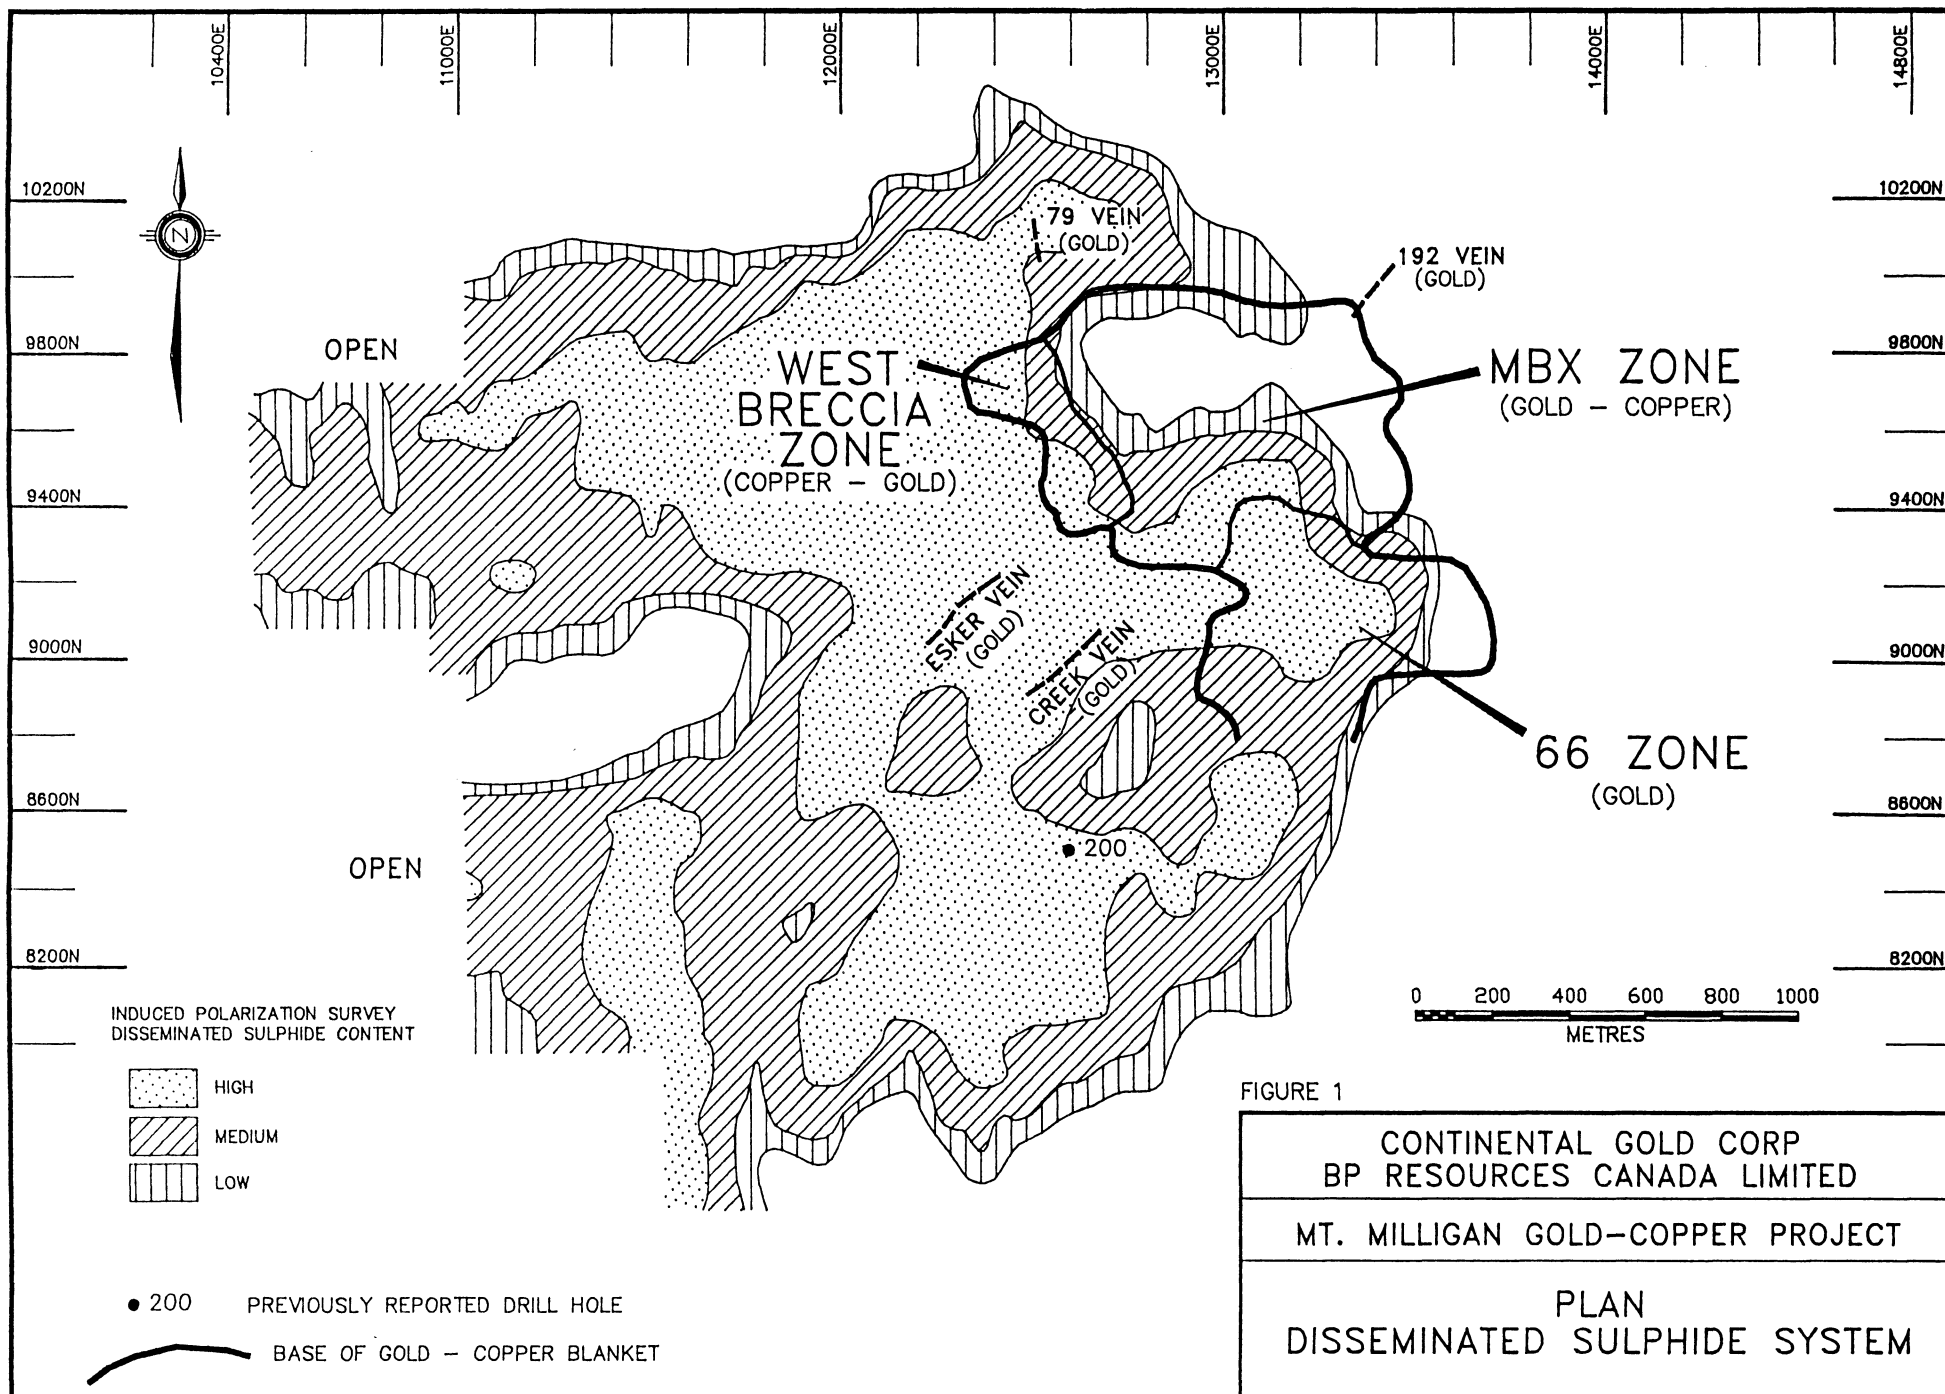 10400E
11000E
12000E
13000E
14000E
14800E
10200N
10200N
79 VEIN
(GOLD)
192 VEIN
(GOLD)
N
9800N
9800N
OPEN
WEST
BRECCIA
ZONE
(COPPER – GOLD)
MBX ZONE
(GOLD – COPPER)
9400N
9400N
ESKER VEIN
(GOLD)
CREEK VEIN
(GOLD)
9000N
9000N
66 ZONE
(GOLD)
8600N
8600N
200
OPEN
8200N
8200N
0 200 400 600 800 1000
METRES
INDUCED POLARIZATION SURVEY
DISSEMINATED SULPHIDE CONTENT
HIGH
MEDIUM
LOW
200 PREVIOUSLY REPORTED DRILL HOLE
BASE OF GOLD – COPPER BLANKET
FIGURE 1
CONTINENTAL GOLD CORP
BP RESOURCES CANADA LIMITED
MT. MILLIGAN GOLD–COPPER PROJECT
PLAN
DISSEMINATED SULPHIDE SYSTEM